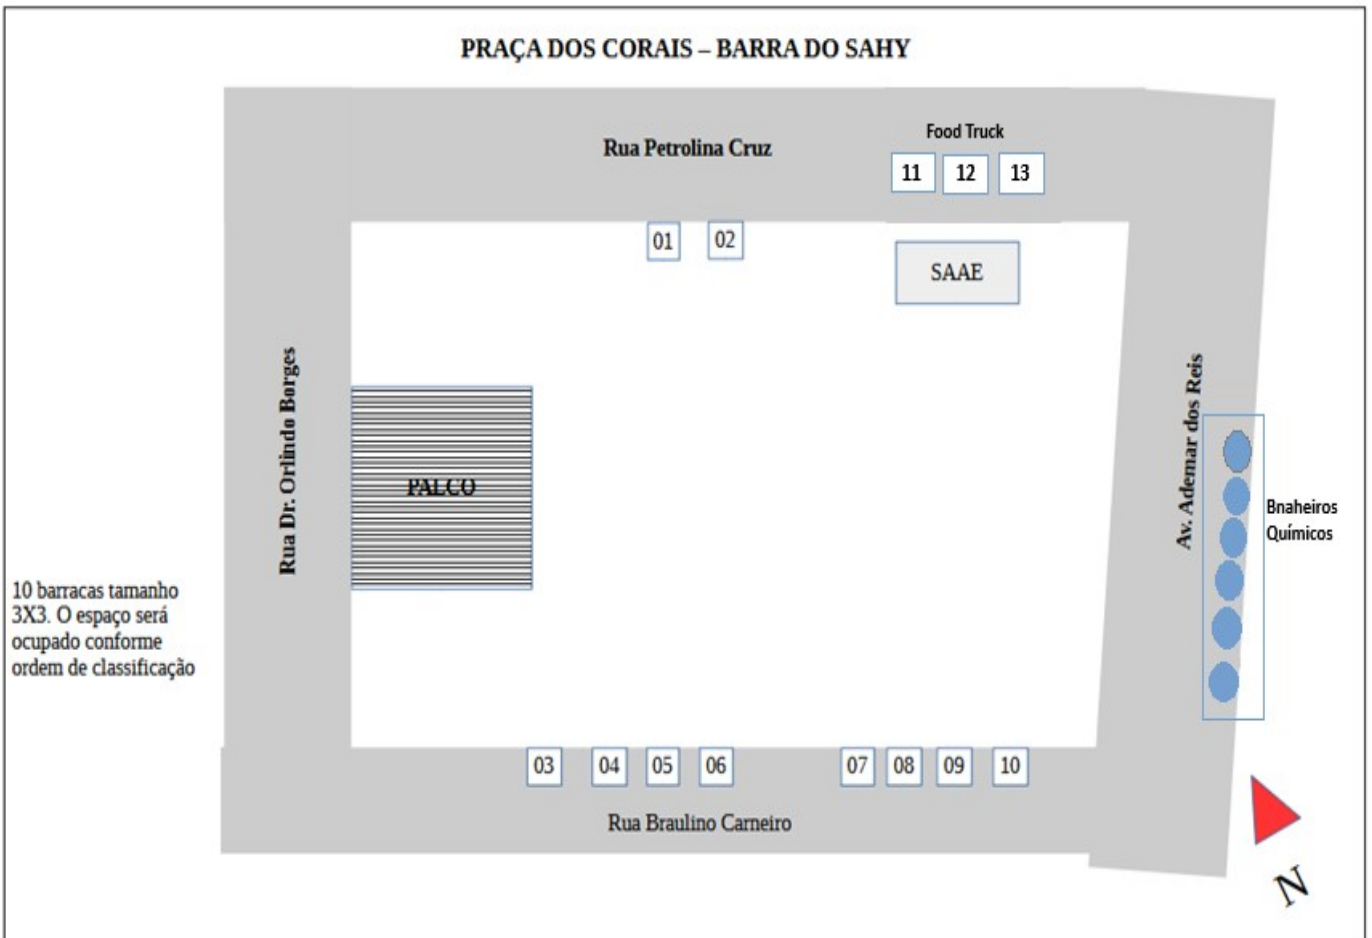 PRAÇA DOS CORAIS – BARRA DO SAHY
Food Truck
Rua Petrolina Cruz
11 12 13
01 02
SAAE
Rua Dr. Orlindo Borges
PALCO
Av. Ademar dos Reis
Bnaheiros
Químicos
10 barracas tamanho
3X3. O espaço será
ocupado conforme
ordem de classificação
03 04 05 06 07 08 09 10
Rua Braulino Carneiro
N